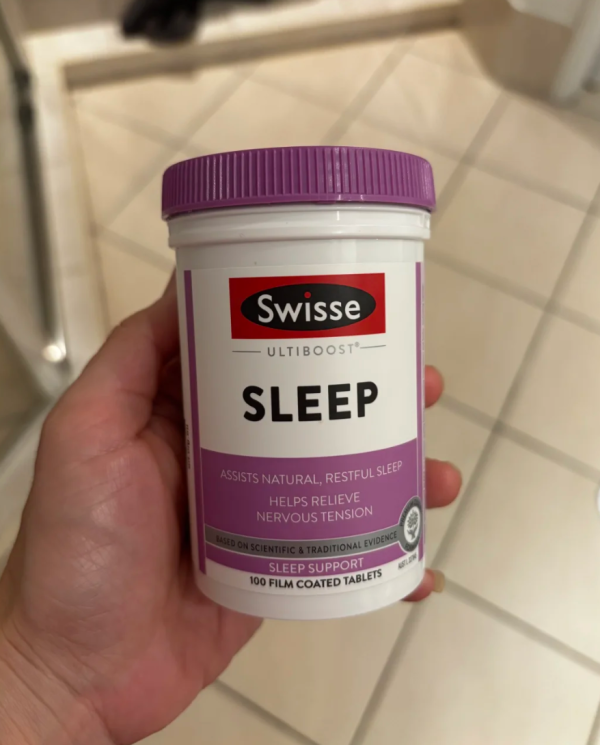 Swisse
ULTIBOOST®
SLEEP
ASSISTS NATURAL, RESTFUL SLEEP
HELPS RELIEVE
NERVOUS TENSION
BASED ON SCIENTIFIC & TRADITIONAL EVIDENCE
SLEEP SUPPORT
100 FILM COATED TABLETS